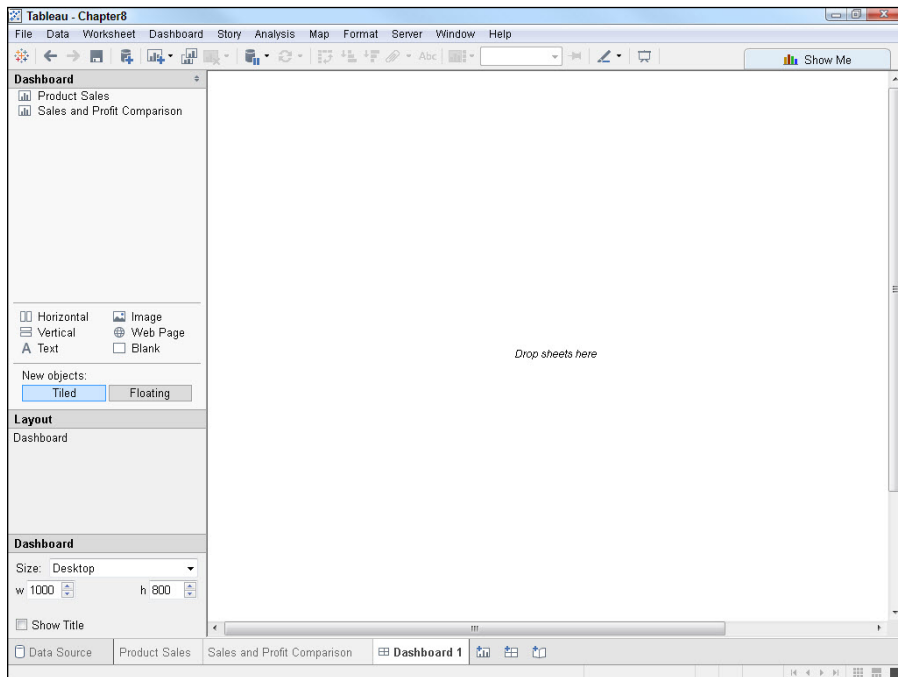 Tableau - Chapter8
File Data Worksheet Dashboard Story Analysis Map Format Server Window Help
Abc
Show Me
Dashboard
Product Sales
Sales and Profit Comparison
Horizontal Image
Vertical Web Page
A Text Blank
Drop sheets here
New objects:
Tiled Floating
Layout
Dashboard
Dashboard
Size: Desktop
w 1000 h 800
Show Title
Data Source Product Sales Sales and Profit Comparison Dashboard 1